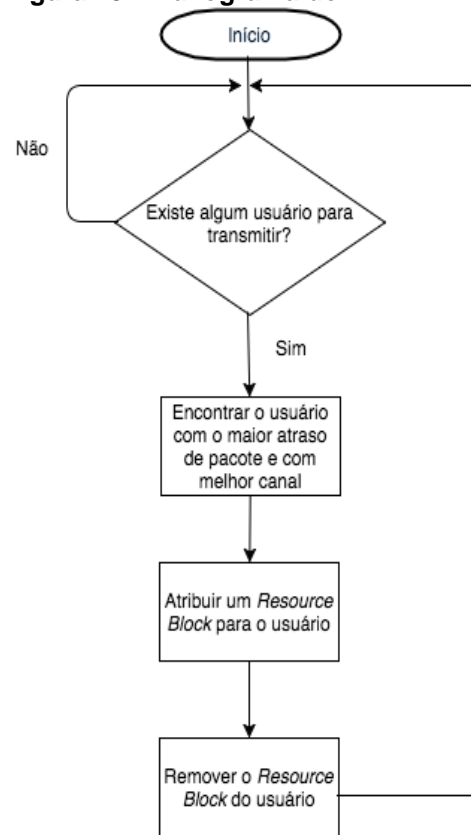 Início
Não
Existe algum usuário para
transmitir?
Sim
Encontrar o usuário
com o maior atraso
de pacote e com
melhor canal
Atribuir um Resource
Block para o usuário
Remover o Resource
Block do usuário